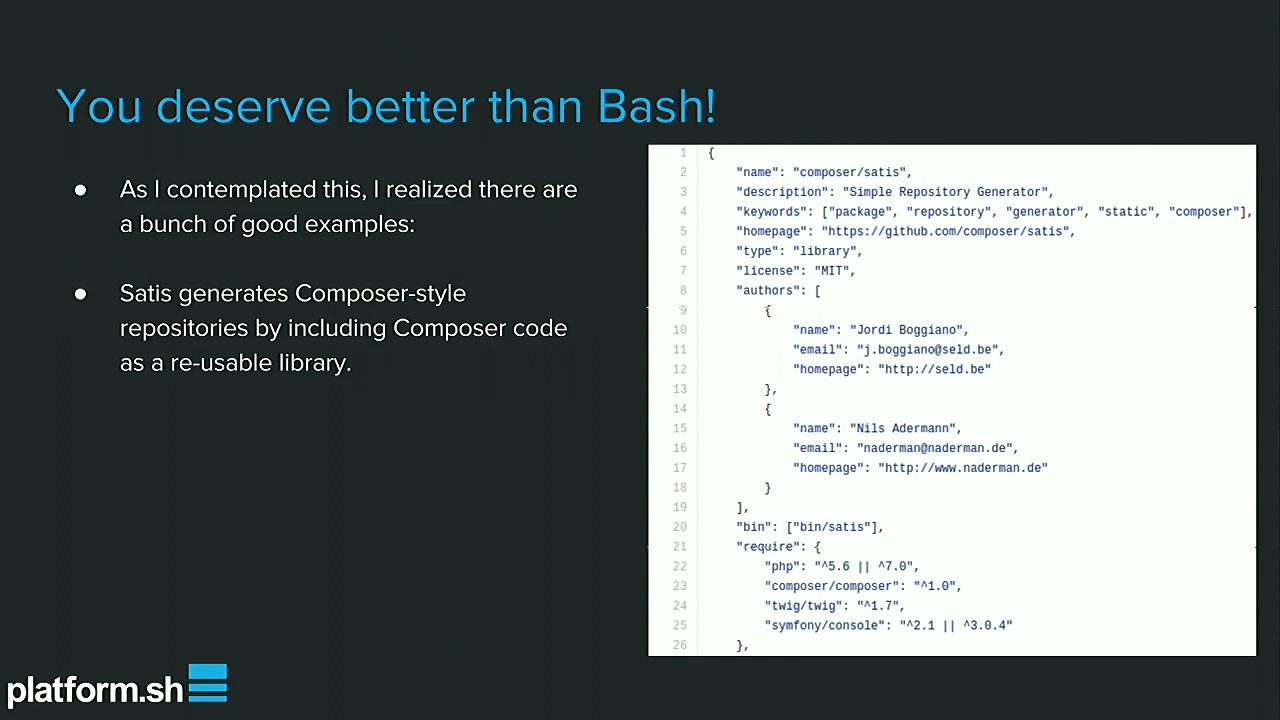 You deserve better than Bash!
● As I contemplated this, I realized there are
a bunch of good examples:
● Satis generates Composer-style
repositories by including Composer code
as a re-usable library.
1 {
2 "name": "composer/satis",
3 "description": "Simple Repository Generator",
4 "keywords": ["package", "repository", "generator", "static", "composer"],
5 "homepage": "https://github.com/composer/satis",
6 "type": "library",
7 "license": "MIT",
8 "authors": [
9 {
10 "name": "Jordi Boggiano",
11 "email": "j.boggiano@seld.be",
12 "homepage": "http://seld.be"
13 },
14 {
15 "name": "Nils Adermann",
16 "email": "naderman@naderman.de",
17 "homepage": "http://www.naderman.de"
18 }
19 ],
20 "bin": ["bin/satis"],
21 "require": {
22 "php": "^5.6 || ^7.0",
23 "composer/composer": "^1.0",
24 "twig/twig": "^1.7",
25 "symfony/console": "^2.1 || ^3.0.4"
26 },
platform.sh